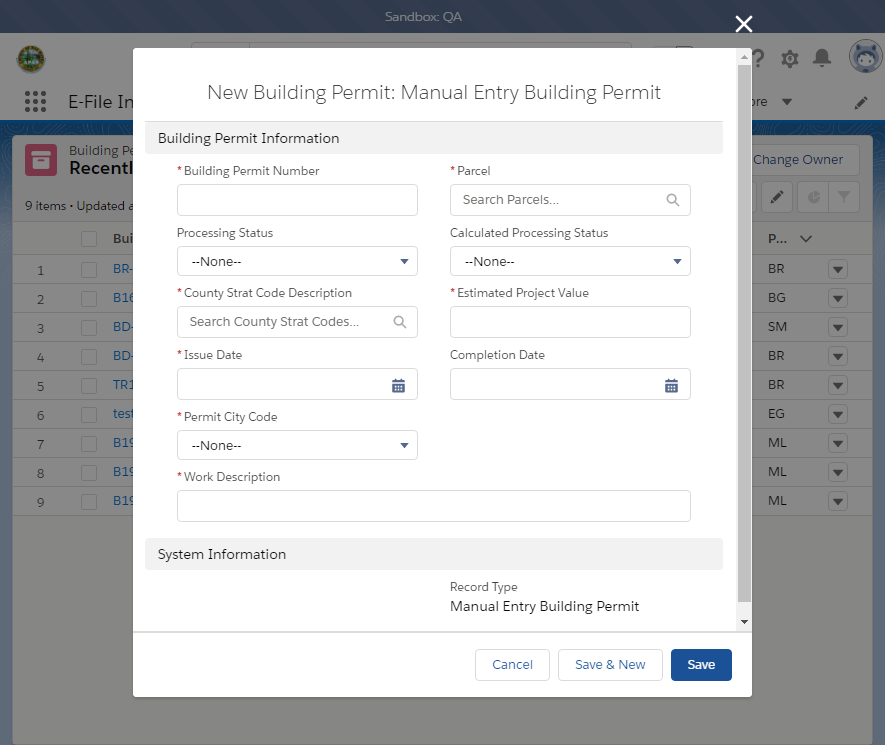 Sandbox: QA
E-File In
ore
Building Pe
Recentl
Change Owner
9 items • Updated a
New Building Permit: Manual Entry Building Permit
Building Permit Information
*Building Permit Number
*Parcel
Search Parcels...
Processing Status
Calculated Processing Status
--None--
--None--
*County Strat Code Description
*Estimated Project Value
Search County Strat Codes...
*Issue Date
Completion Date
*Permit City Code
--None--
*Work Description
System Information
Record Type
Manual Entry Building Permit
Cancel
Save & New
Save
Bui
P...
1 BR- BR
2 B16 BG
3 BD- SM
4 BD- BR
5 TR1 BR
6 test EG
7 B19 ML
8 B19 ML
9 B19 ML